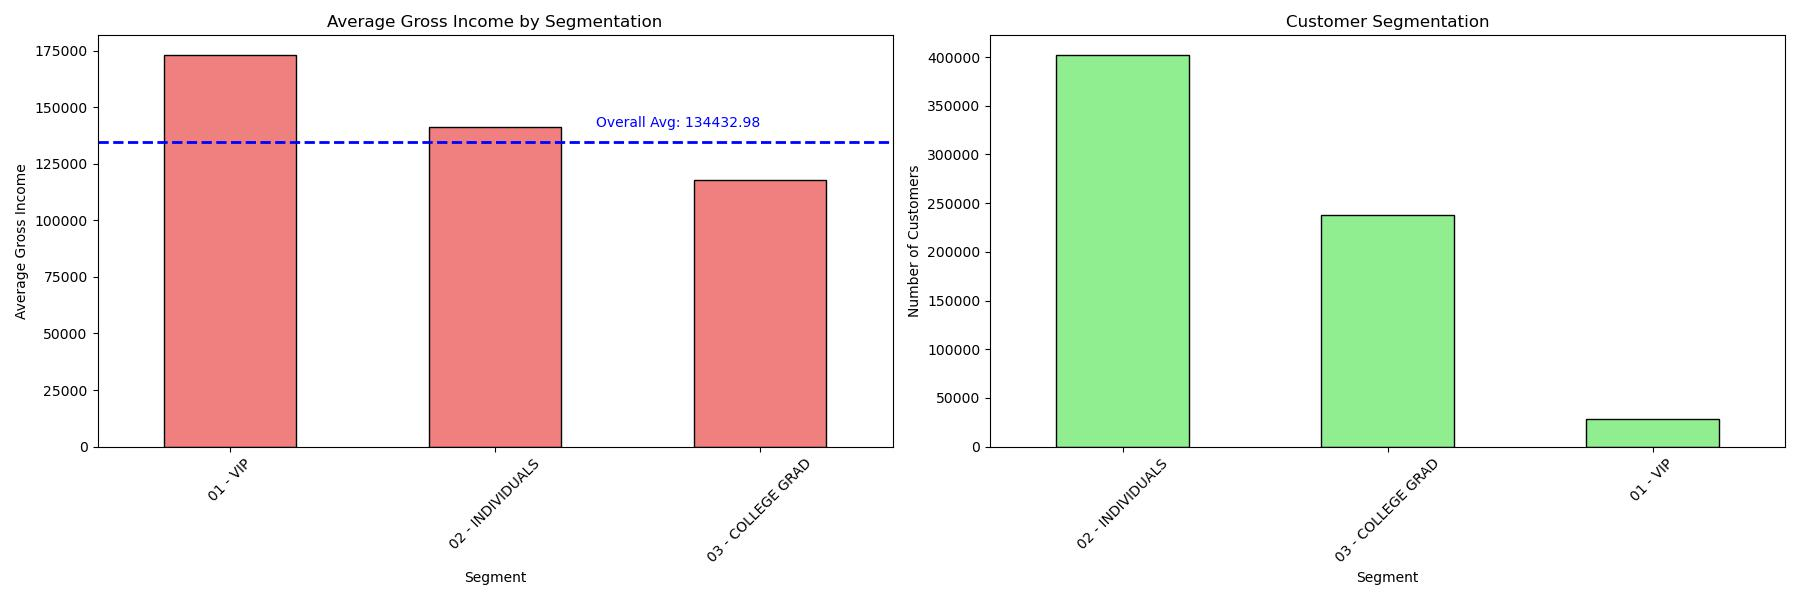 Average Gross Income by Segmentation
Average Gross Income
175000
150000
125000
100000
75000
50000
25000
0
Overall Avg: 134432.98
01 - VIP
02 - INDIVIDUALS
03 - COLLEGE GRAD
Segment
Customer Segmentation
Number of Customers
400000
350000
300000
250000
200000
150000
100000
50000
0
02 - INDIVIDUALS
03 - COLLEGE GRAD
01 - VIP
Segment